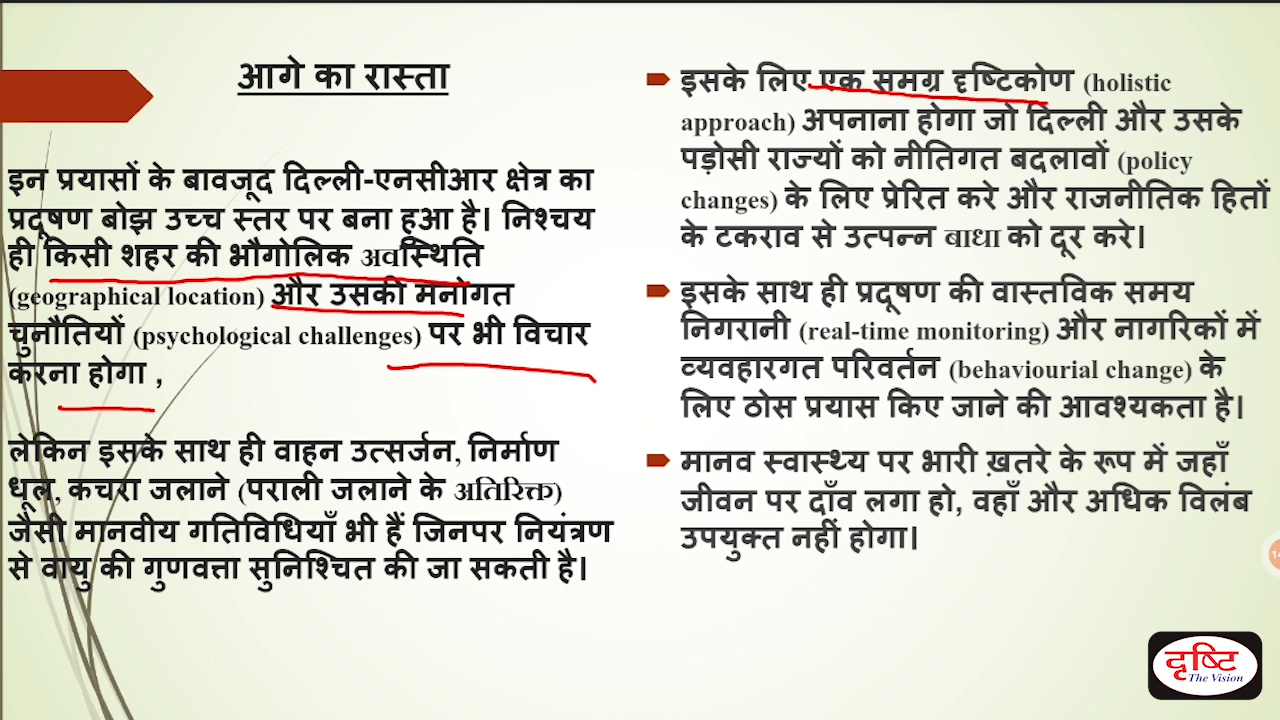 आगे का रास्ता
इन प्रयासों के बावजूद दिल्ली-एनसीआर क्षेत्र का
प्रदूषण बोझ उच्च स्तर पर बना हुआ है। निश्चय
ही किसी शहर की भौगोलिक अवस्थिति
(geographical location) और उसकी मनोगत
चुनौतियों (psychological challenges) पर भी विचार
करना होगा ,
लेकिन इसके साथ ही वाहन उत्सर्जन, निर्माण
धूल, कचरा जलाने (पराली जलाने के अतिरिक्त)
जैसी मानवीय गतिविधियाँ भी हैं जिनपर नियंत्रण
से वायु की गुणवत्ता सुनिश्चित की जा सकती है।
इसके लिए एक समग्र दृष्टिकोण (holistic
approach) अपनाना होगा जो दिल्ली और उसके
पड़ोसी राज्यों को नीतिगत बदलावों (policy
changes) के लिए प्रेरित करे और राजनीतिक हितों
के टकराव से उत्पन्न बाधा को दूर करे।
इसके साथ ही प्रदूषण की वास्तविक समय
निगरानी (real-time monitoring) और नागरिकों में
व्यवहारगत परिवर्तन (behaviourial change) के
लिए ठोस प्रयास किए जाने की आवश्यकता है।
मानव स्वास्थ्य पर भारी ख़तरे के रूप में जहाँ
जीवन पर दाँव लगा हो, वहाँ और अधिक विलंब
उपयुक्त नहीं होगा।
दृष्टि
The Vision